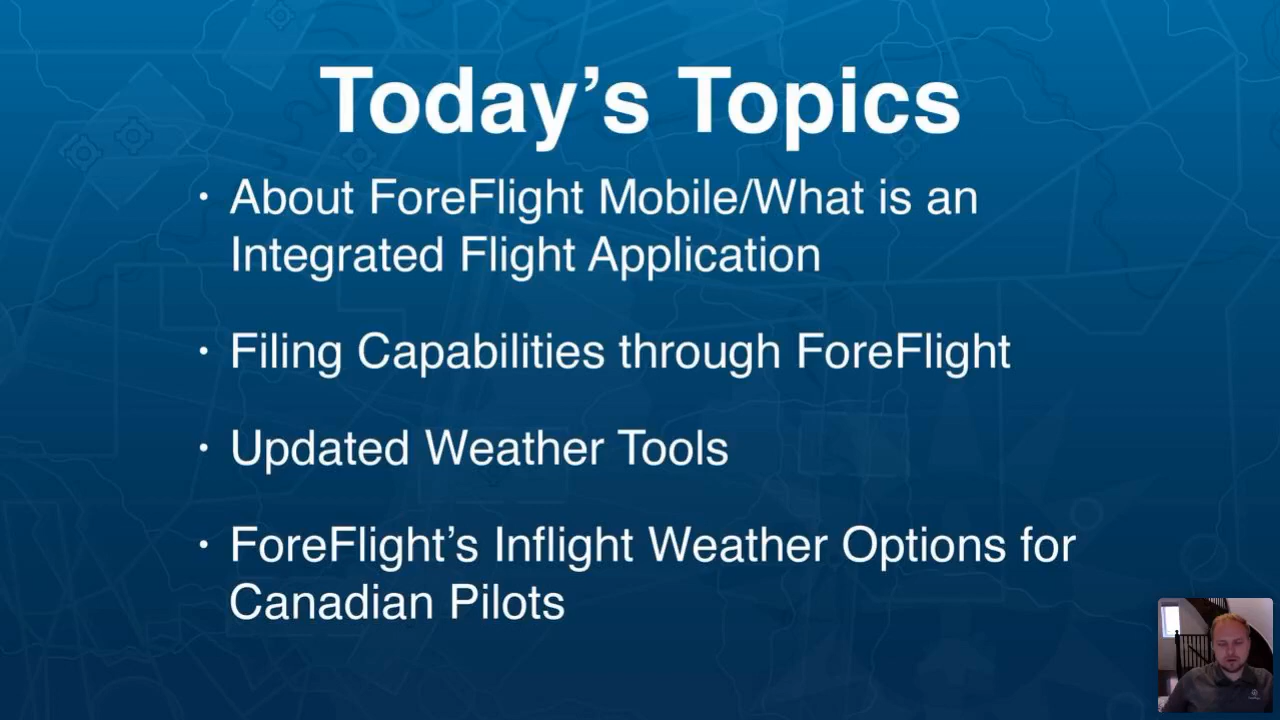 Today's Topics
• About ForeFlight Mobile/What is an
Integrated Flight Application
• Filing Capabilities through ForeFlight
• Updated Weather Tools
• ForeFlight's Inflight Weather Options for
Canadian Pilots